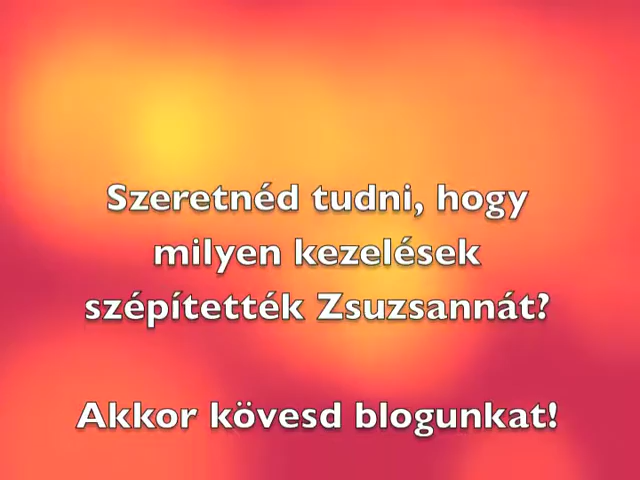 Szeretnéd tudni, hogy
milyen kezelések
szépítették Zsuzsannát?
Akkor kövesd blogunkat!